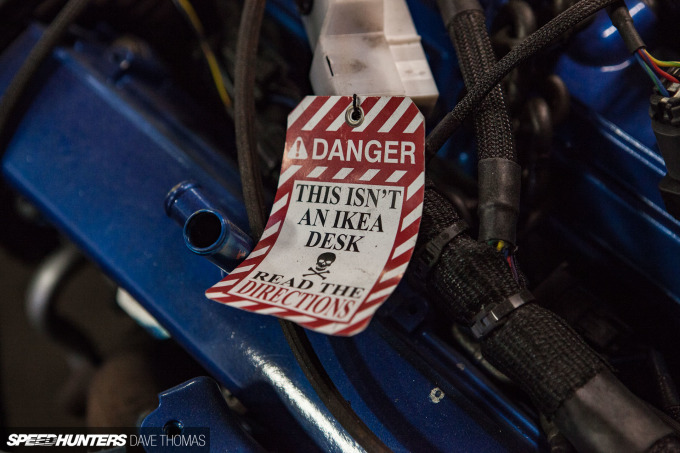 DANGER
THIS ISN'T
AN IKEA
DESK
READ THE
DIRECTIONS
SPEEDHUNTERS DAVE THOMAS